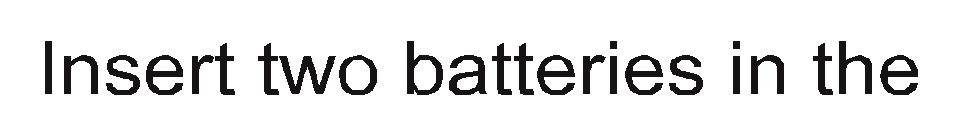 Insert two batteries in the